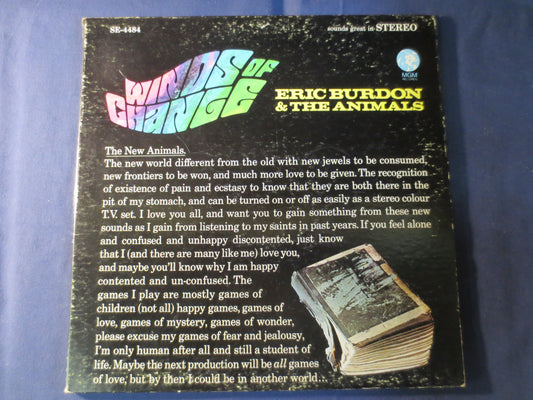 SE-4484
sounds great in STEREO
WINDS OF
CHANGE
MGM
RECORDS
ERIC BURDON
& THE ANIMALS
The New Animals.
The new world different from the old with new jewels to be consumed,
new frontiers to be won, and much more love to be given. The recognition
of existence of pain and ecstasy to know that they are both there in the
pit of my stomach, and can be turned on or off as easily as a stereo colour
T.V. set. I love you all, and want you to gain something from these new
sounds as I gain from listening to my saints in past years. If you feel alone
and confused and unhappy discontented, just know
that I (and there are many like me) love you,
and maybe you'll know why I am happy
contented and un-confused. The
games I play are mostly games of
children (not all) happy games, games of
love, games of mystery, games of wonder,
please excuse my games of fear and jealousy,
I'm only human after all and still a student of
life. Maybe the next production will be all games
of love, but by then I could be in another world...